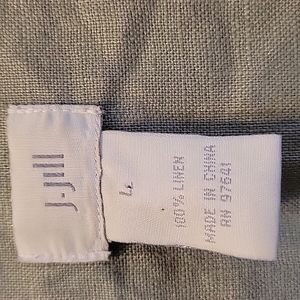 J-Jill
L
100% LINEN
MADE IN CHINA
RN 97641